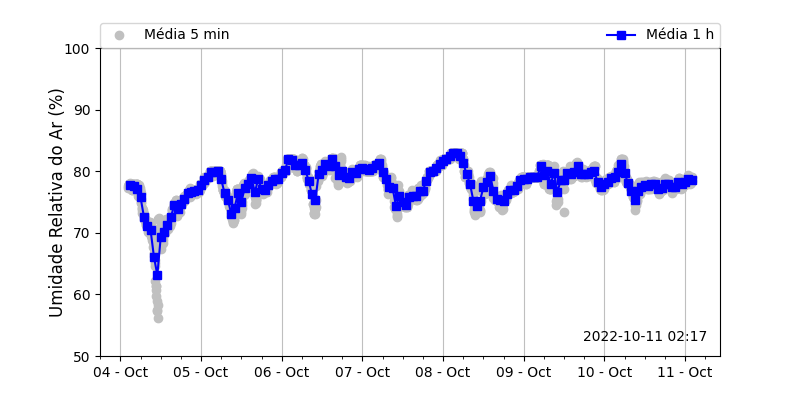 Média 5 min
Média 1 h
Umidade Relativa do Ar (%)
100
90
80
70
60
50
2022-10-11 02:17
04 - Oct
05 - Oct
06 - Oct
07 - Oct
08 - Oct
09 - Oct
10 - Oct
11 - Oct